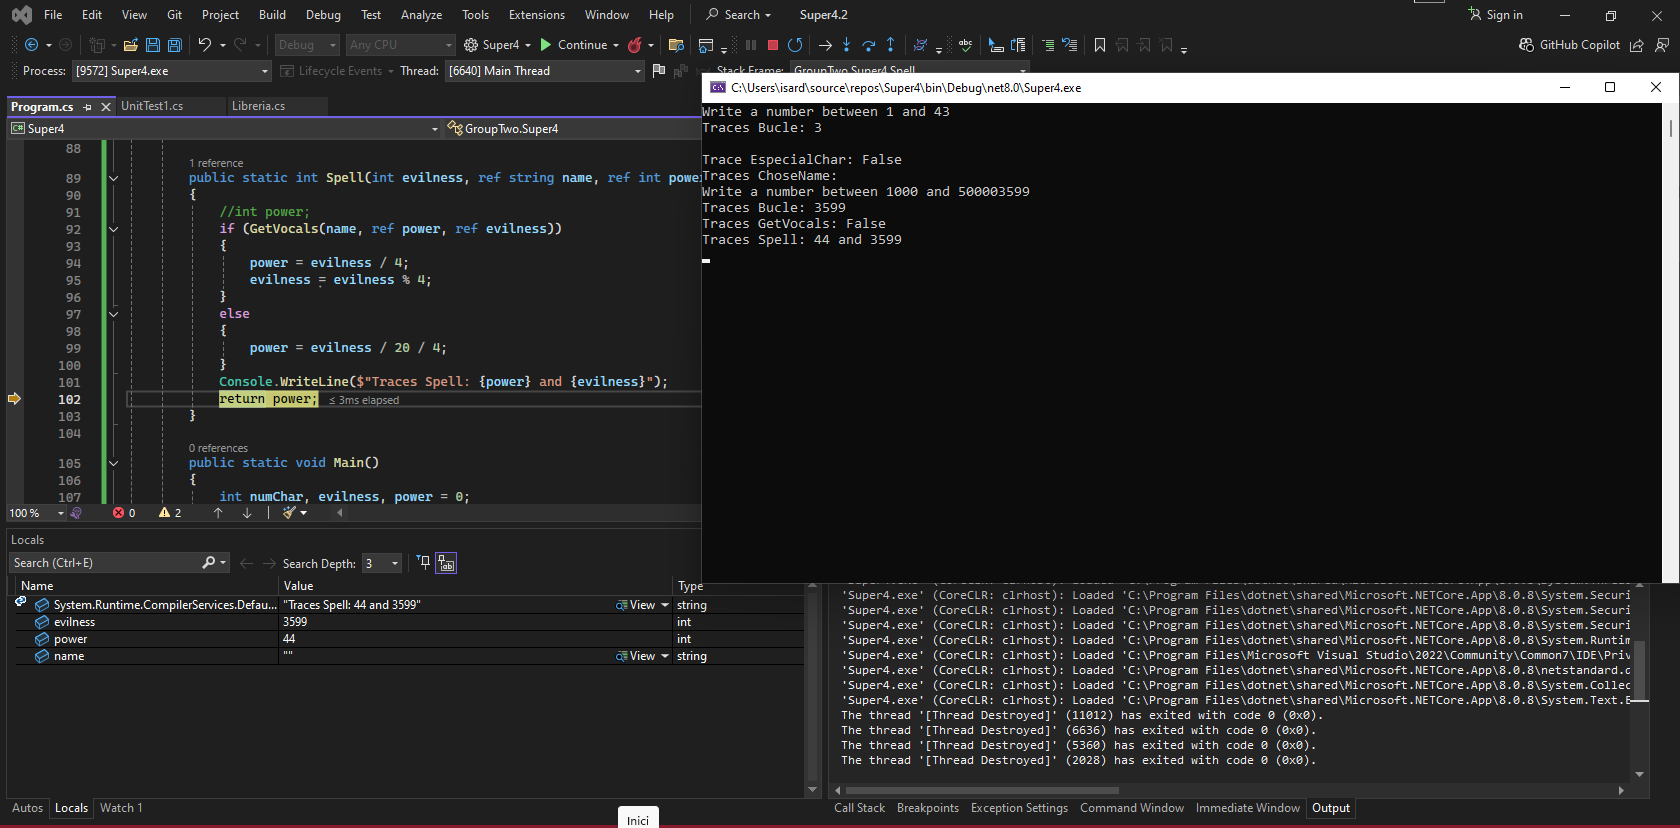 File Edit View Git Project Build Debug Test Analyze Tools Extensions Window Help Search Super4.2 Sign in
Debug Any CPU Super4 Continue GitHub Copilot
Process: [9572] Super4.exe Lifecycle Events Thread: [6640] Main Thread Stack Frame: GroupTwo.Super4.Spell
Program.cs UnitTest1.cs Libreria.cs
Super4 GroupTwo.Super4
88
1 reference
89 public static int Spell(int evilness, ref string name, ref int power
90 {
91 //int power;
92 if (GetVocals(name, ref power, ref evilness))
93 {
94 power = evilness / 4;
95 evilness = evilness % 4;
96 }
97 else
98 {
99 power = evilness / 20 / 4;
100 }
101 Console.WriteLine($"Traces Spell: {power} and {evilness}");
102 return power; ≤ 3ms elapsed
103 }
104
0 references
105 public static void Main()
106 {
107 int numChar, evilness, power = 0;
100 % 0 2
C:\Users\isard\source\repos\Super4\bin\Debug\net8.0\Super4.exe
Write a number between 1 and 43
Traces Bucle: 3
Trace EspecialChar: False
Traces ChoseName:
Write a number between 1000 and 500003599
Traces Bucle: 3599
Traces GetVocals: False
Traces Spell: 44 and 3599
Locals
Search (Ctrl+E) Search Depth: 3
Name Value Type
System.Runtime.CompilerServices.Defau... "Traces Spell: 44 and 3599" View string
evilness 3599 int
power 44 int
name "" View string
Autos Locals Watch 1
'Super4.exe' (CoreCLR: clrhost): Loaded 'C:\Program Files\dotnet\shared\Microsoft.NETCore.App\8.0.8\System.Securi
'Super4.exe' (CoreCLR: clrhost): Loaded 'C:\Program Files\dotnet\shared\Microsoft.NETCore.App\8.0.8\System.Securi
'Super4.exe' (CoreCLR: clrhost): Loaded 'C:\Program Files\dotnet\shared\Microsoft.NETCore.App\8.0.8\System.Securi
'Super4.exe' (CoreCLR: clrhost): Loaded 'C:\Program Files\dotnet\shared\Microsoft.NETCore.App\8.0.8\System.Runtim
'Super4.exe' (CoreCLR: clrhost): Loaded 'C:\Program Files\Microsoft Visual Studio\2022\Community\Common7\IDE\Priv
'Super4.exe' (CoreCLR: clrhost): Loaded 'C:\Program Files\dotnet\shared\Microsoft.NETCore.App\8.0.8\netstandard.d
'Super4.exe' (CoreCLR: clrhost): Loaded 'C:\Program Files\dotnet\shared\Microsoft.NETCore.App\8.0.8\System.Collec
'Super4.exe' (CoreCLR: clrhost): Loaded 'C:\Program Files\dotnet\shared\Microsoft.NETCore.App\8.0.8\System.Text.E
The thread '[Thread Destroyed]' (11012) has exited with code 0 (0x0).
The thread '[Thread Destroyed]' (6636) has exited with code 0 (0x0).
The thread '[Thread Destroyed]' (5360) has exited with code 0 (0x0).
The thread '[Thread Destroyed]' (2028) has exited with code 0 (0x0).
Call Stack Breakpoints Exception Settings Command Window Immediate Window Output
Inici